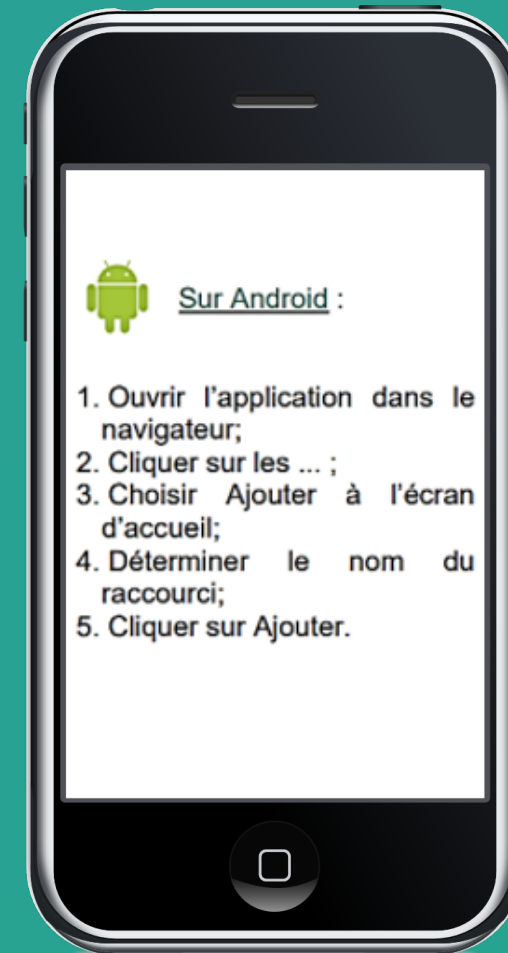 Sur Android :
1. Ouvrir l'application dans le
navigateur;
2. Cliquer sur les ... ;
3. Choisir Ajouter à l'écran
d'accueil;
4. Déterminer le nom du
raccourci;
5. Cliquer sur Ajouter.